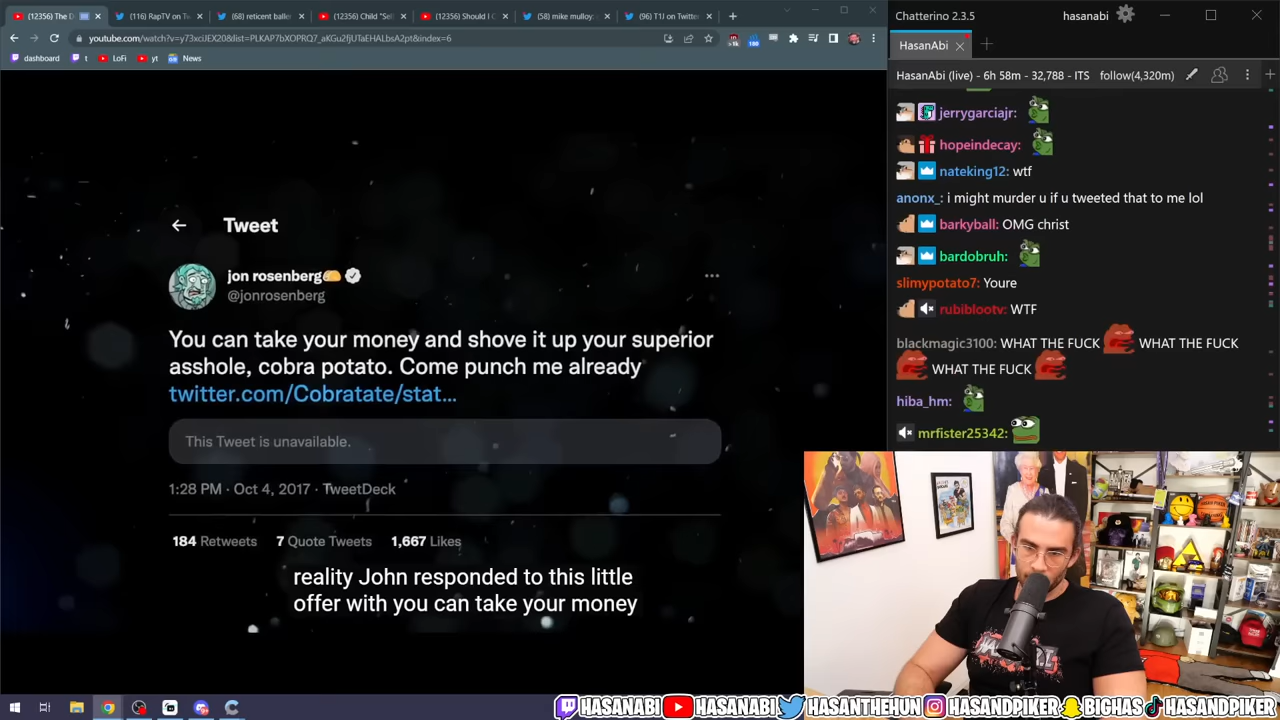 (12356) The D
(116) RapTV on Tw
(68) reticent baller
(12356) Child "Sel
(12356) Should I C
(58) mike mulloy:
(96) T1J on Twitter
youtube.com/watch?v=y73xciJEX20&list=PLKAP7bXOPRQ7_aKGu2fjUTaEHALbsA2pt&index=6
dashboard
t
LoFi
yt
News
Tweet
jon rosenberg
@jonrosenberg
You can take your money and shove it up your superior
asshole, cobra potato. Come punch me already
twitter.com/Cobratate/stat...
This Tweet is unavailable.
1:28 PM · Oct 4, 2017 · TweetDeck
184 Retweets 7 Quote Tweets 1,667 Likes
reality John responded to this little
offer with you can take your money
Chatterino 2.3.5
hasanabi
HasanAbi
HasanAbi (live) - 6h 58m - 32,788 - ITS
follow(4,320m)
jerrygarciajr:
hopeindecay:
nateking12: wtf
anonx_: i might murder u if u tweeted that to me lol
barkyball: OMG christ
bardobruh:
slimypotato7: Youre
rubiblootv: WTF
blackmagic3100: WHAT THE FUCK WHAT THE FUCK
WHAT THE FUCK
hiba_hm:
mrfister25342:
HASANABI HASANABI HASANTHEHUN HASANDPIKER BIGHAS HASANDPIKER